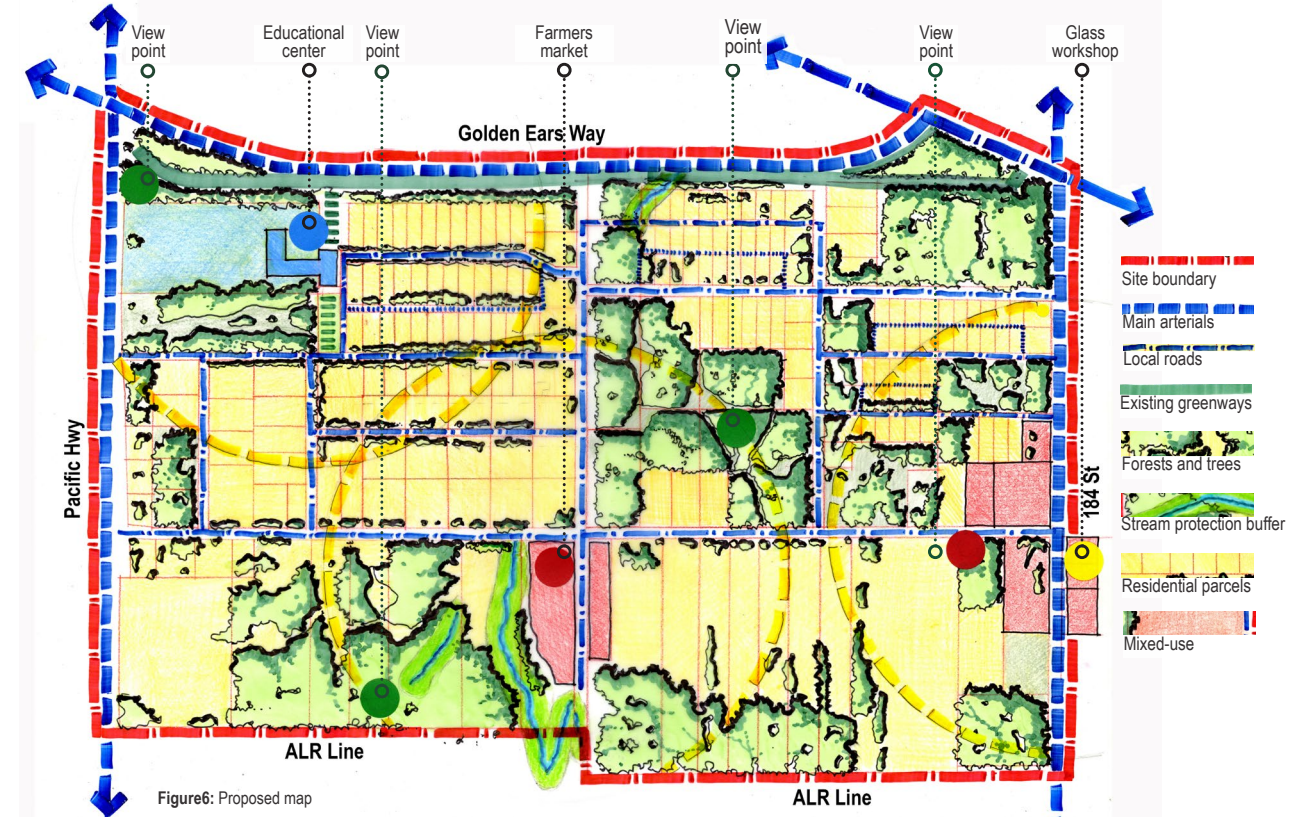 View
point
Educational
center
View
point
Farmers
market
View
point
View
point
Glass
workshop
Golden Ears Way
Pacific Hwy
184 St
ALR Line
ALR Line
Site boundary
Main arterials
Local roads
Existing greenways
Forests and trees
Stream protection buffer
Residential parcels
Mixed-use
Figure6: Proposed map